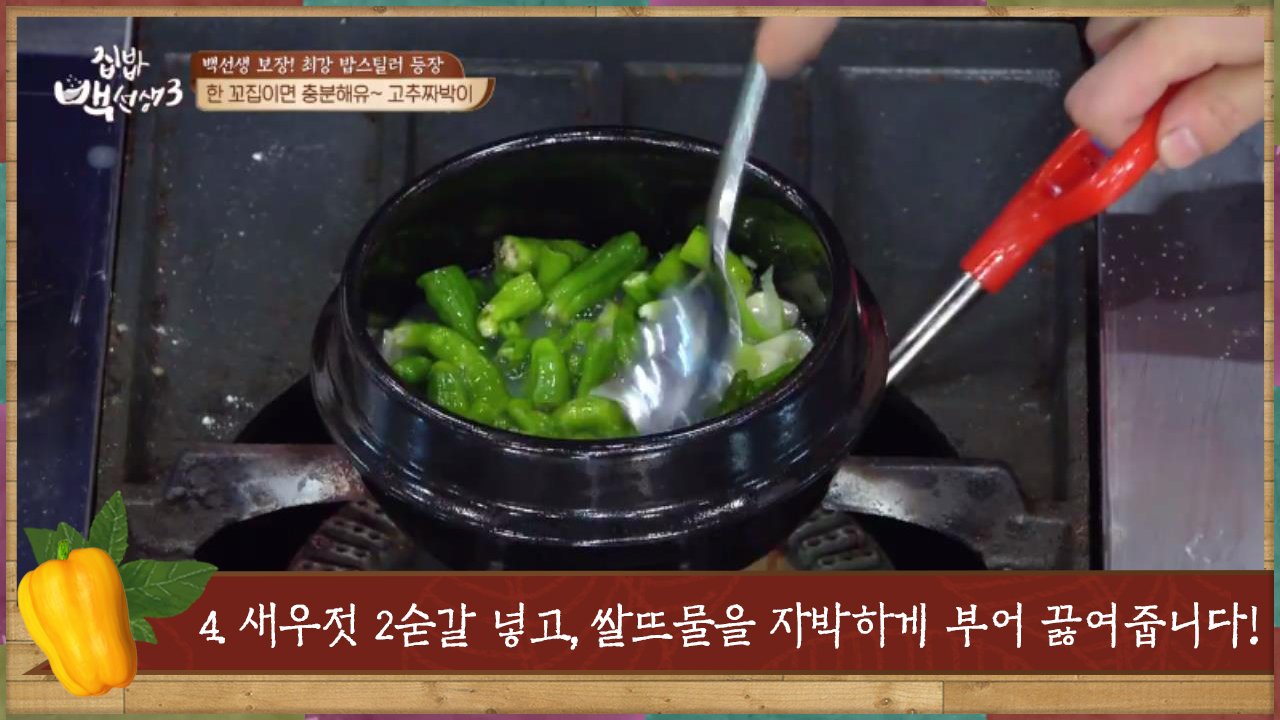 집밥
백선생3
백선생 보장! 최강 밥스틸러 등장
한 꼬집이면 충분해유~ 고추짜박이
4. 새우젓 2숟갈 넣고, 쌀뜨물을 자박하게 부어 끓여줍니다!